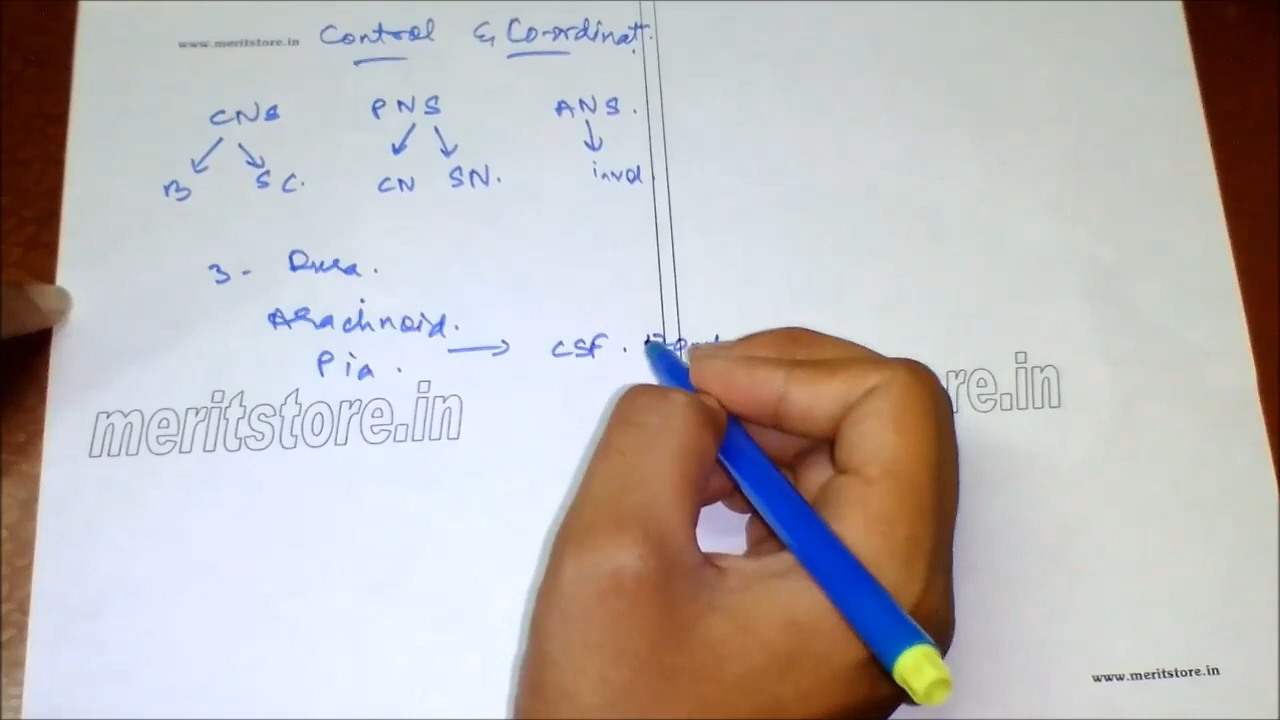 www.meritstore.in Control & Co-ordinat.
CNS PNS ANS.
B SC. CN SN. invol
3 - Dura.
Arachnoid.
Pia. → CSF.
meritstore.in re.in
www.meritstore.in